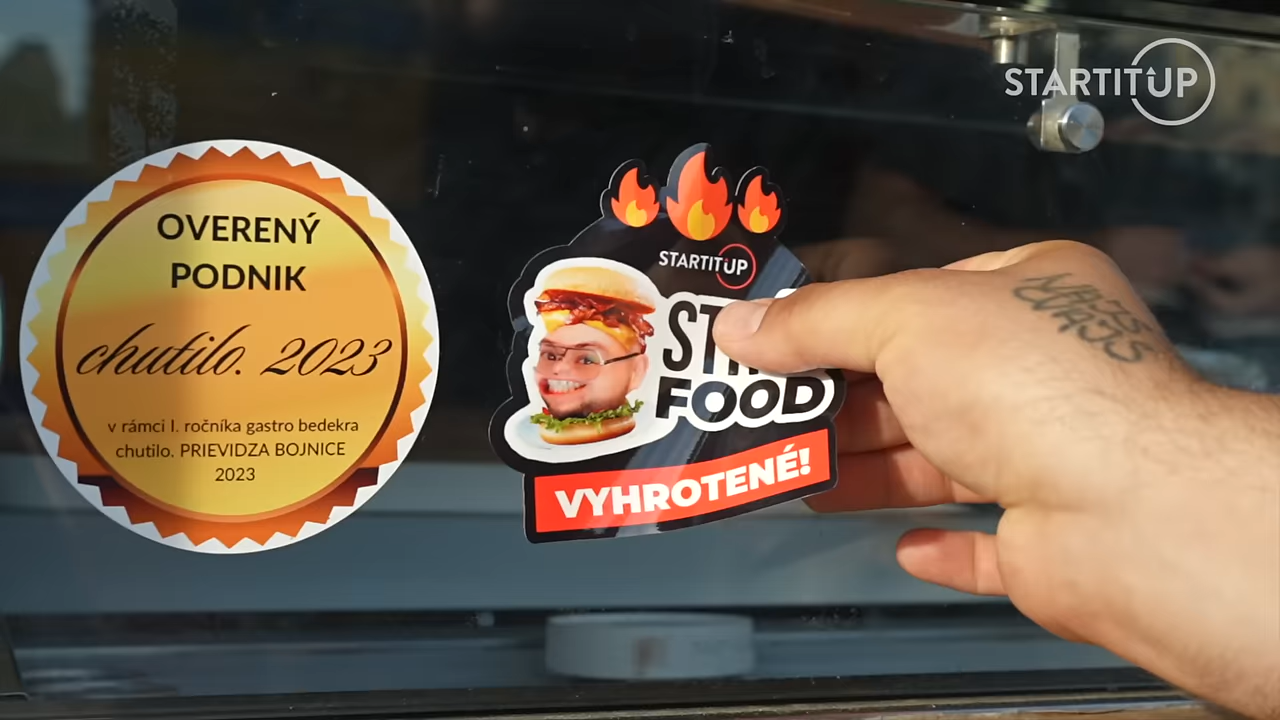 STARTITUP
OVERENÝ
PODNIK
chutilo. 2023
v rámci I. ročníka gastro bedekra
chutilo. PRIEVIDZA BOJNICE
2023
STARTITUP
FOOD
VYHROTENÉ!